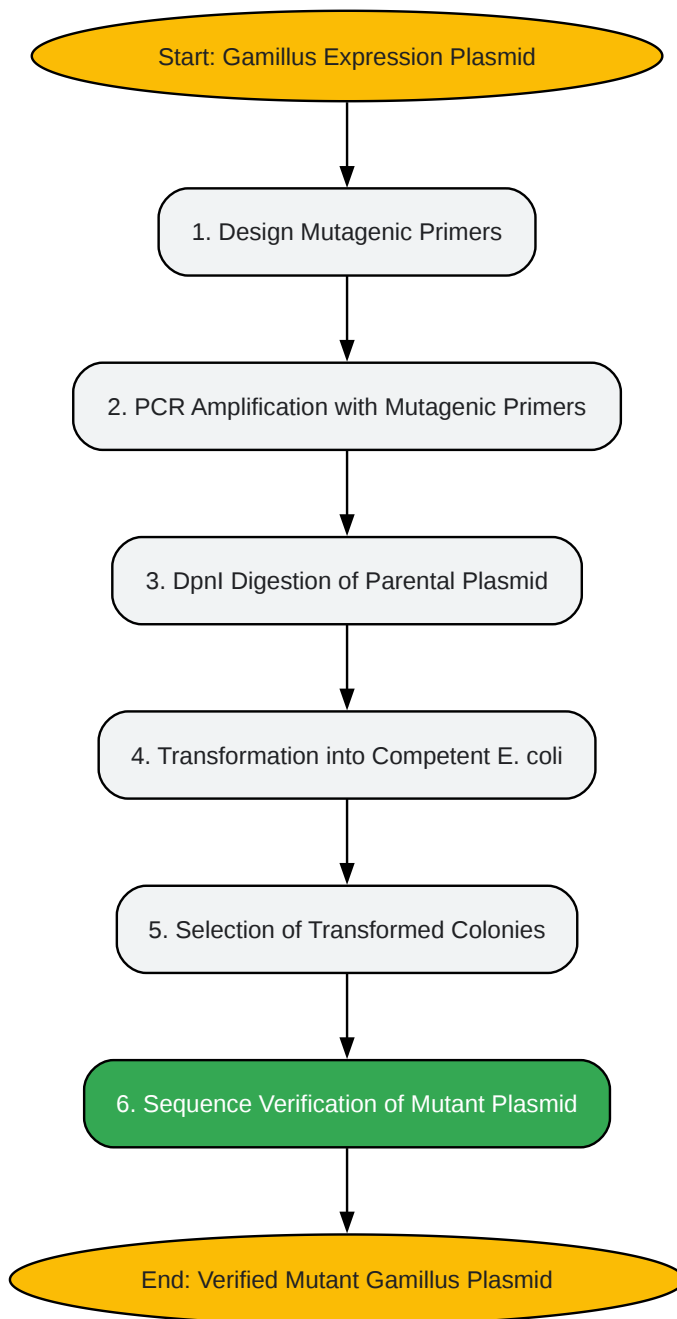 Start: Gamillus Expression Plasmid
1. Design Mutagenic Primers
2. PCR Amplification with Mutagenic Primers
3. DpnI Digestion of Parental Plasmid
4. Transformation into Competent E. coli
5. Selection of Transformed Colonies
6. Sequence Verification of Mutant Plasmid
End: Verified Mutant Gamillus Plasmid